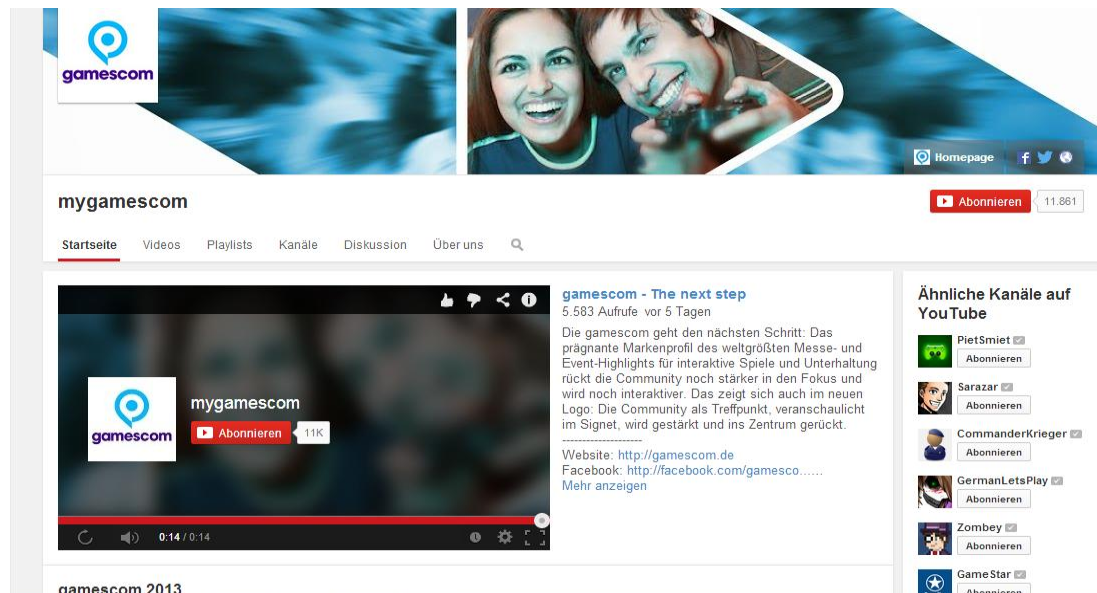 gamescom
Homepage
mygamescom
Abonnieren 11.861
Startseite Videos Playlists Kanäle Diskussion Über uns
mygamescom
gamescom
Abonnieren 11K
0:14 / 0:14
gamescom - The next step
5.583 Aufrufe vor 5 Tagen
Die gamescom geht den nächsten Schritt: Das
prägnante Markenprofil des weltgrößten Messe- und
Event-Highlights für interaktive Spiele und Unterhaltung
rückt die Community noch stärker in den Fokus und
wird noch interaktiver. Das zeigt sich auch im neuen
Logo: Die Community als Treffpunkt, veranschaulicht
im Signet, wird gestärkt und ins Zentrum gerückt.
--------------------
Website: http://gamescom.de
Facebook: http://facebook.com/gamesco......
Mehr anzeigen
Ähnliche Kanäle auf
YouTube
PietSmiet
Abonnieren
Sarazar
Abonnieren
CommanderKrieger
Abonnieren
GermanLetsPlay
Abonnieren
Zombey
Abonnieren
GameStar
Abonnieren
gamescom 2013